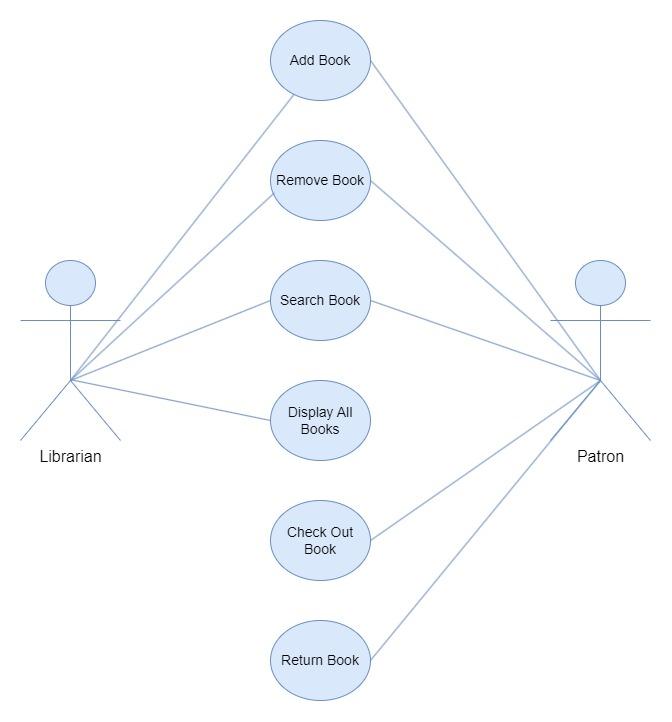 Add Book
Remove Book
Search Book
Display All
Books
Librarian
Patron
Check Out
Book
Return Book